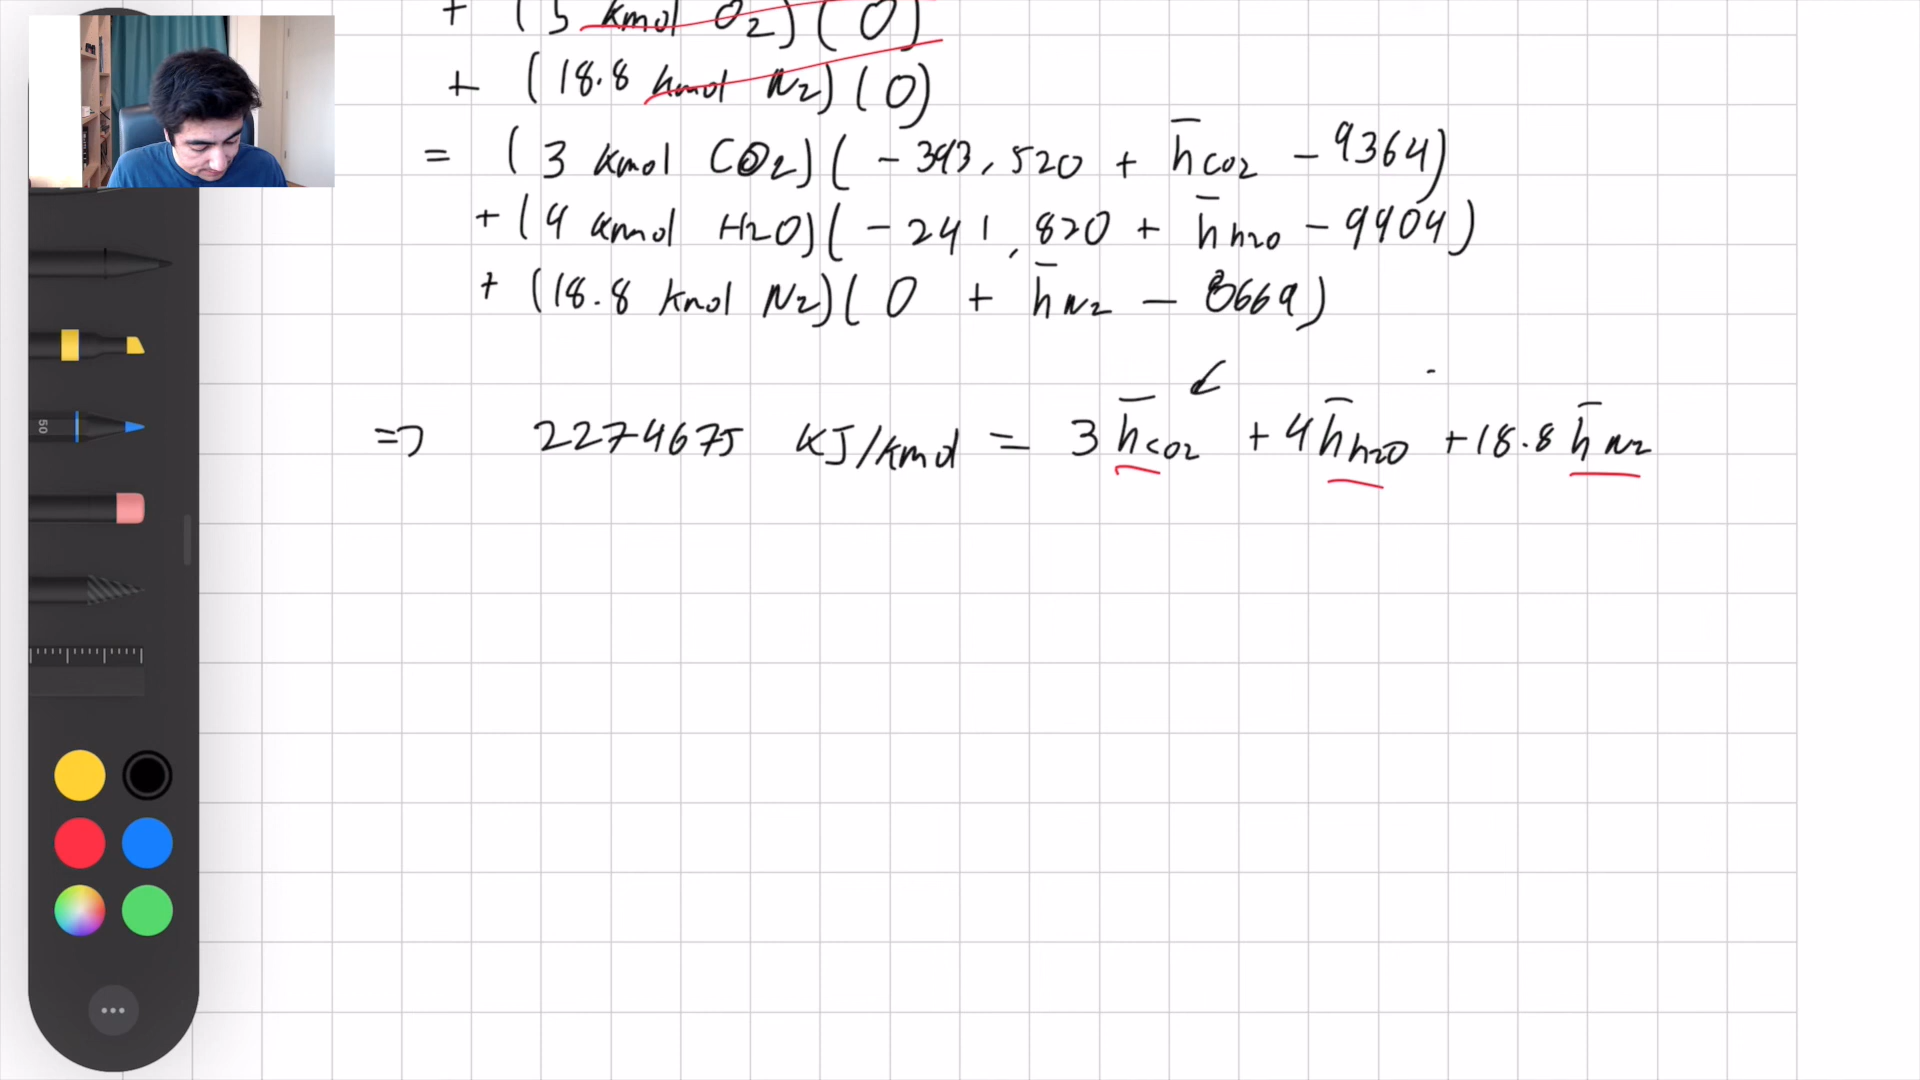 + (5 kmol O2)(0)
+ (18.8 kmol N2)(0)
= (3 kmol CO2)(-393,520 + h̅CO2 - 9364)
+ (4 kmol H2O)(-241,820 + h̅H2O - 9904)
+ (18.8 kmol N2)(0 + h̅N2 - 8669)
=> 2274675 KJ/kmol = 3 h̅CO2 + 4 h̅H2O + 18.8 h̅N2
50